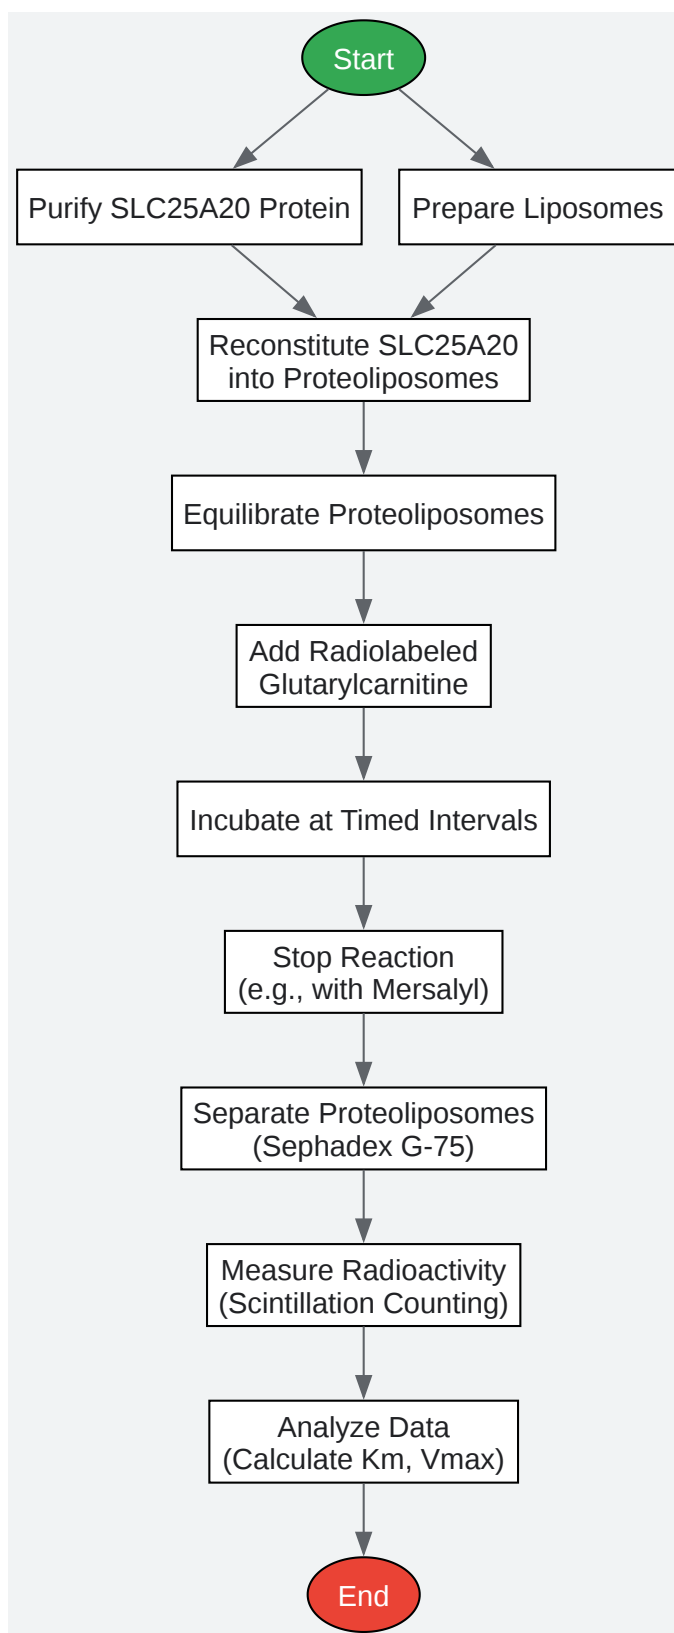 Start
Purify SLC25A20 Protein
Prepare Liposomes
Reconstitute SLC25A20
into Proteoliposomes
Equilibrate Proteoliposomes
Add Radiolabeled
Glutarylcarnitine
Incubate at Timed Intervals
Stop Reaction
(e.g., with Mersalyl)
Separate Proteoliposomes
(Sephadex G-75)
Measure Radioactivity
(Scintillation Counting)
Analyze Data
(Calculate Km, Vmax)
End